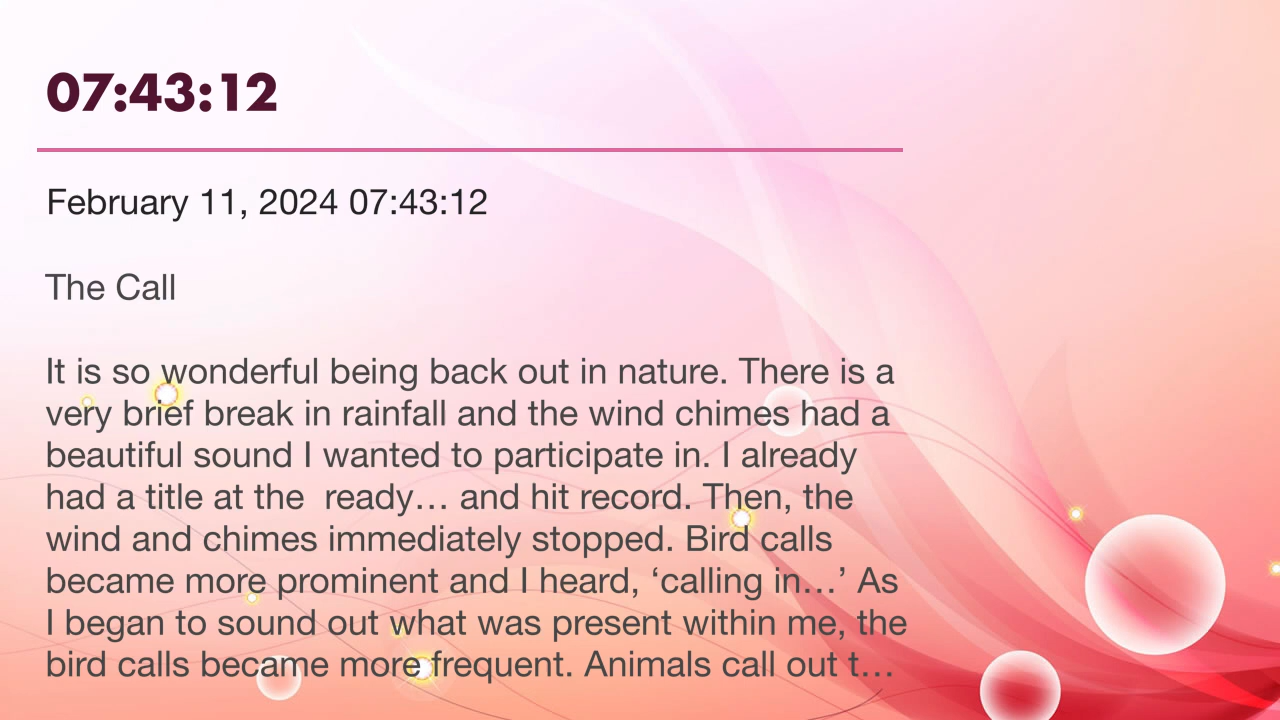 07:43:12
February 11, 2024 07:43:12
The Call
It is so wonderful being back out in nature. There is a
very brief break in rainfall and the wind chimes had a
beautiful sound I wanted to participate in. I already
had a title at the  ready… and hit record. Then, the
wind and chimes immediately stopped. Bird calls
became more prominent and I heard, ‘calling in…’ As
I began to sound out what was present within me, the
bird calls became more frequent. Animals call out t…